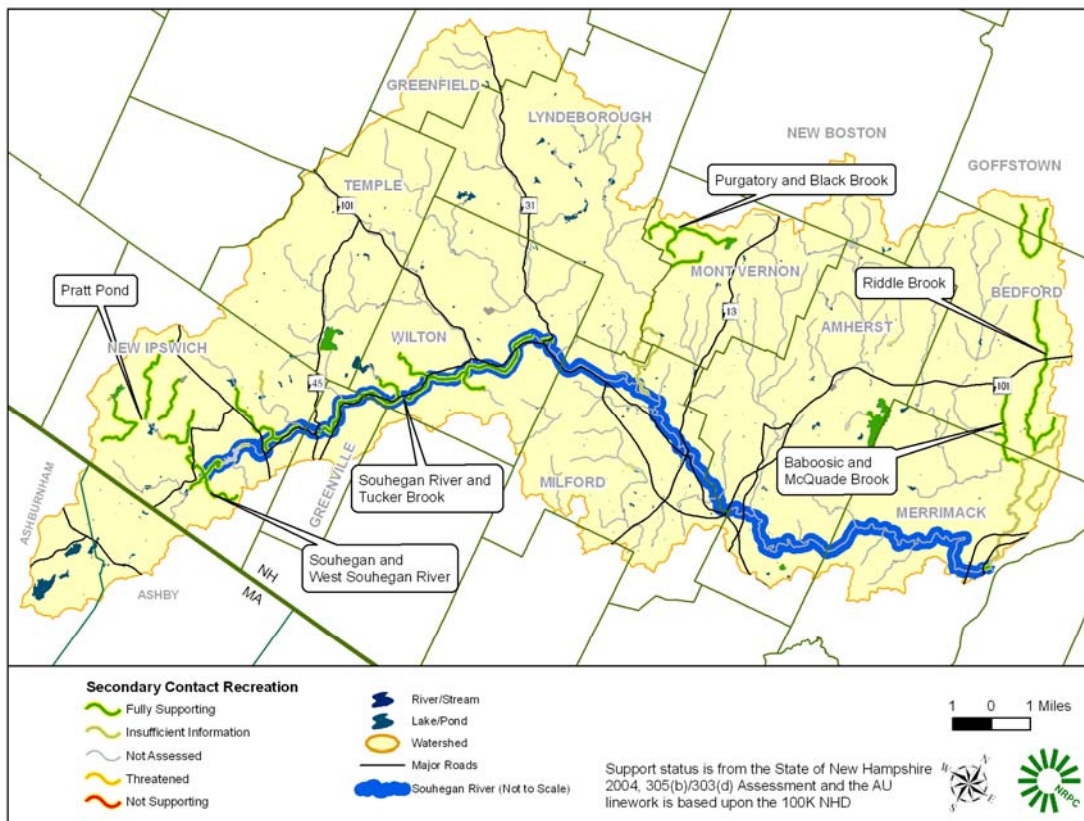 GREENFIELD
LYNDEBOROUGH
NEW BOSTON
GOFFSTOWN
Purgatory and Black Brook
TEMPLE
101
31
MONT VERNON
Riddle Brook
Pratt Pond
BEDFORD
13
AMHERST
NEW IPSWICH
WILTON
45
101
Souhegan River and
Tucker Brook
Baboosic and
McQuade Brook
GREENVILLE
MILFORD
MERRIMACK
ASHBURNHAM
Souhegan and
West Souhegan River
NH
MA
ASHBY
Secondary Contact Recreation
Fully Supporting
Insufficient Information
Not Assessed
Threatened
Not Supporting
River/Stream
Lake/Pond
Watershed
Major Roads
Souhegan River (Not to Scale)
1 0 1 Miles
Support status is from the State of New Hampshire
2004, 305(b)/303(d) Assessment and the AU
linework is based upon the 100K NHD
N
W
E
S
NRPC